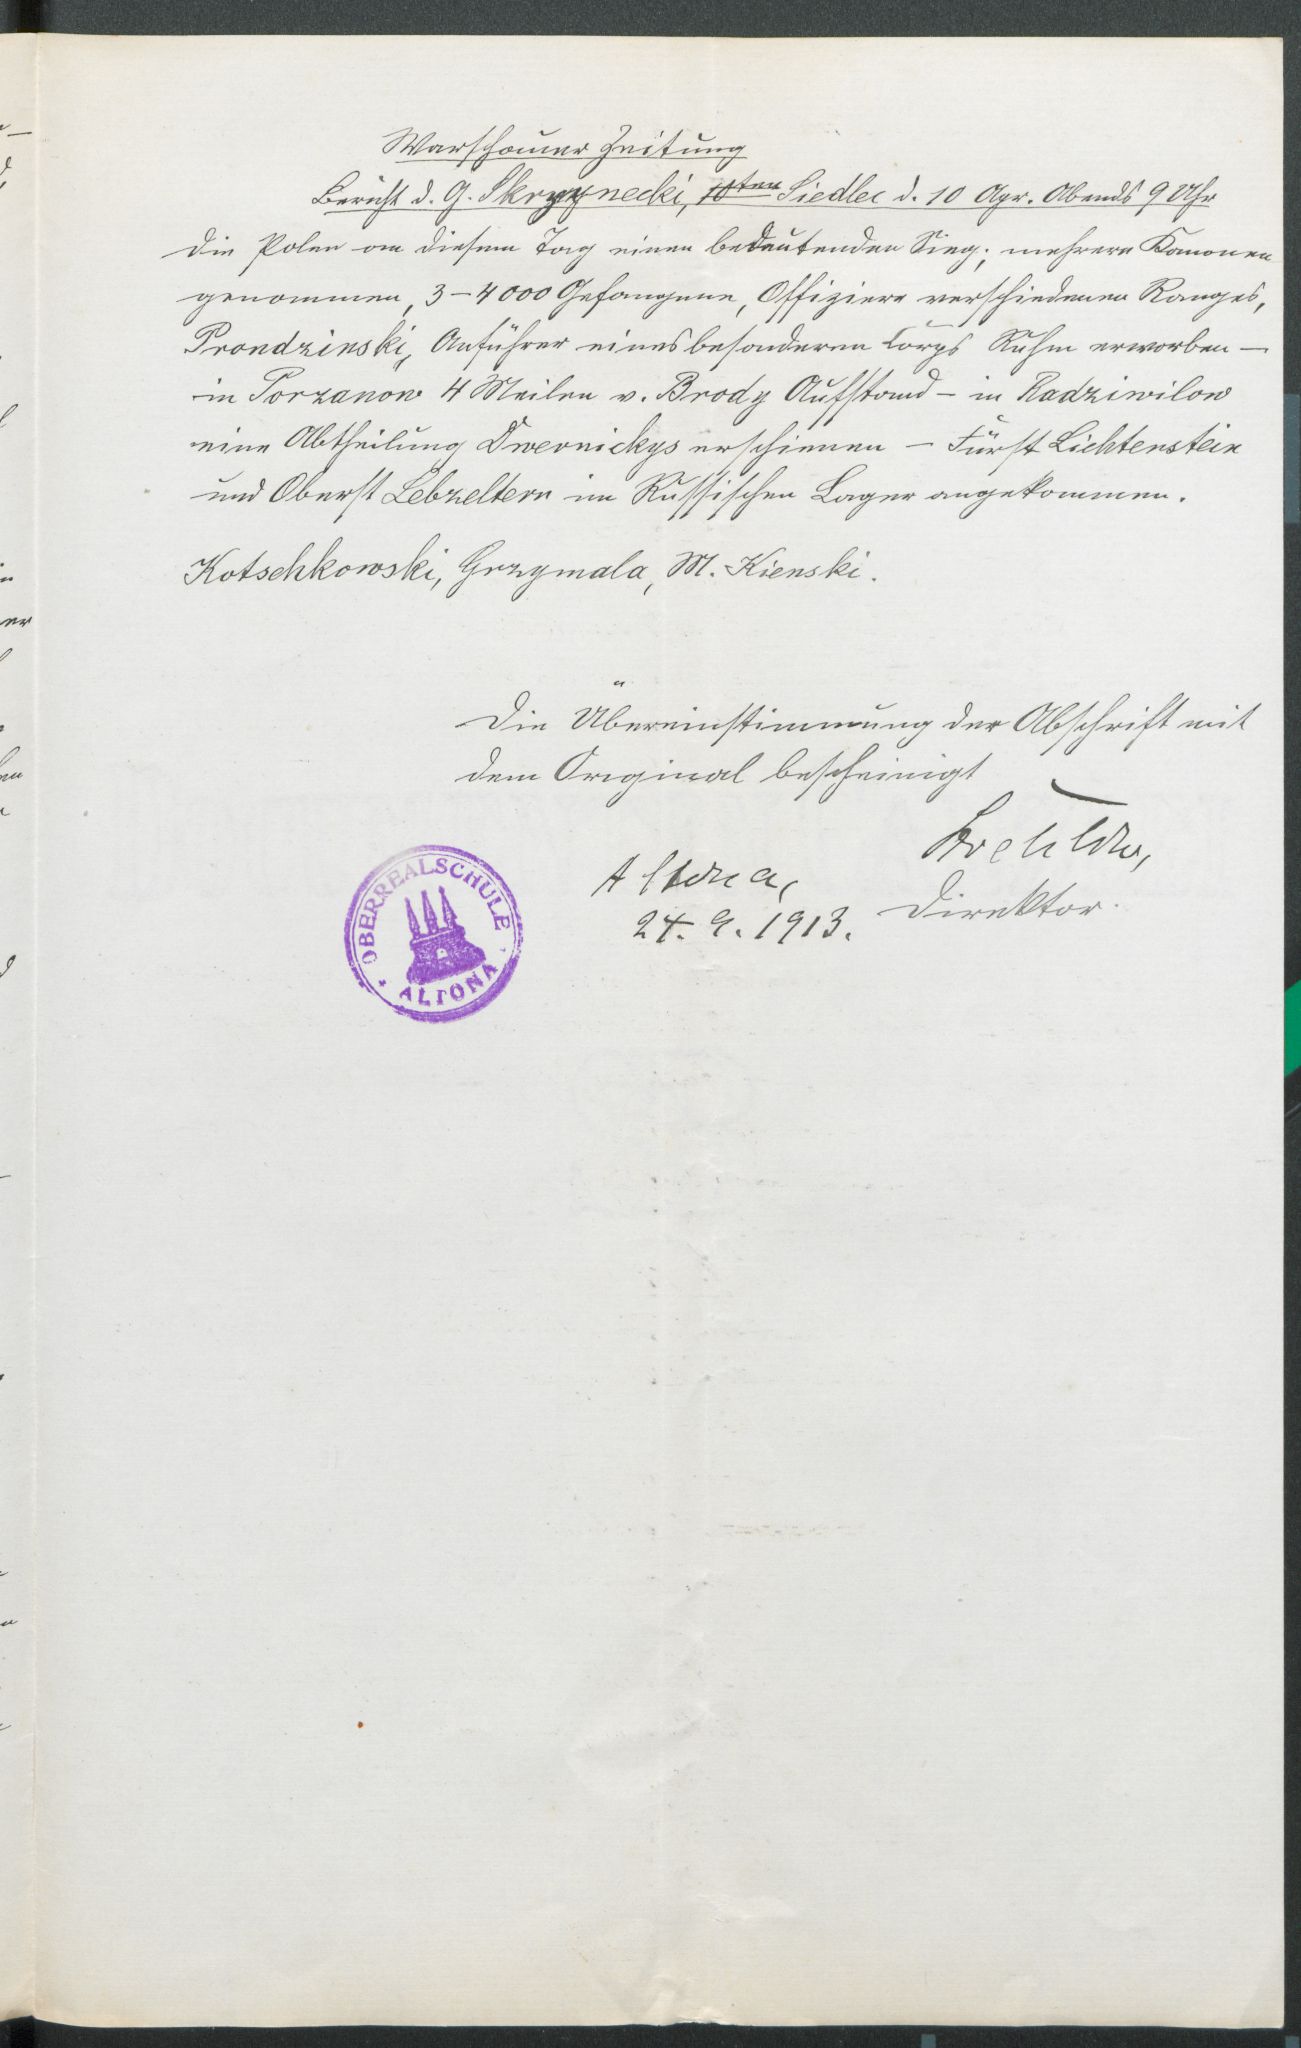 Warschauer Zeitung
Bericht d. G. Skrzynecki, 10ten Siedlec d. 10 Apr. Abends 9 Uhr
Die Polen an diesem Tag einen bedeutenden Sieg; mehrere Kanonen
genommen, 3-4000 Gefangene, Offiziere verschiedenen Ranges,
Prondzinski, Anführer eines besonderen Corps Ruhm erworben —
in Porzanow 4 Meilen v. Brody Aufstand - in Radziwilow
eine Abtheilung Dwernickys erschienen - Fürst Lichtenstein
und Oberst Lebzeltern im Russischen Lager angekommen.
Kotschkowski, Grzymala, M. Kienski.
Die Übereinstimmung der Abschrift mit
dem Original bescheinigt
Altona,
24. 9. 1913.
Direktor.
OBERREALSCHULE
ALTONA